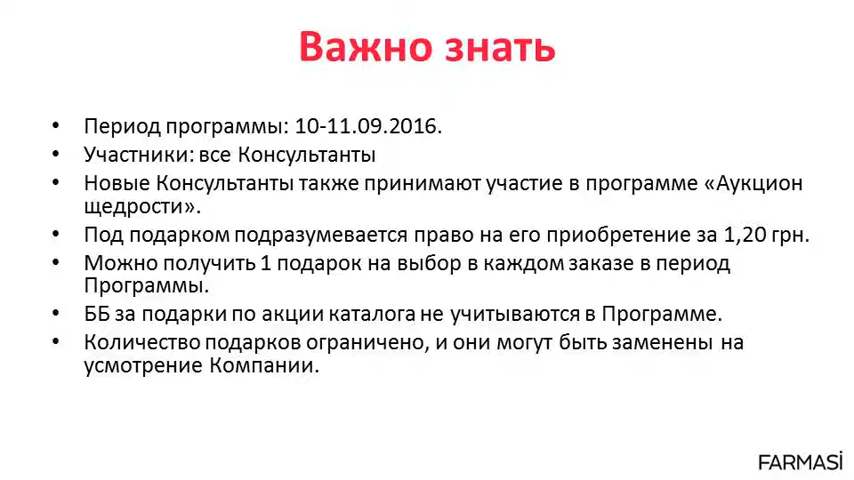 Важно знать
• Период программы: 10-11.09.2016.
• Участники: все Консультанты
• Новые Консультанты также принимают участие в программе «Аукцион
щедрости».
• Под подарком подразумевается право на его приобретение за 1,20 грн.
• Можно получить 1 подарок на выбор в каждом заказе в период
Программы.
• ББ за подарки по акции каталога не учитываются в Программе.
• Количество подарков ограничено, и они могут быть заменены на
усмотрение Компании.
FARMASİ